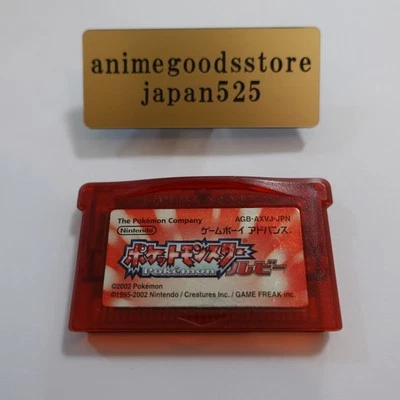 animegoodsstore
japan525
The Pokémon Company
AGB-AXVJ-JPN
Nintendo
ゲームボーイ アドバンス
ポケットモンスター
Pokémon
ルビー
©2002 Pokémon
©1995-2002 Nintendo / Creatures inc. / GAME FREAK inc.